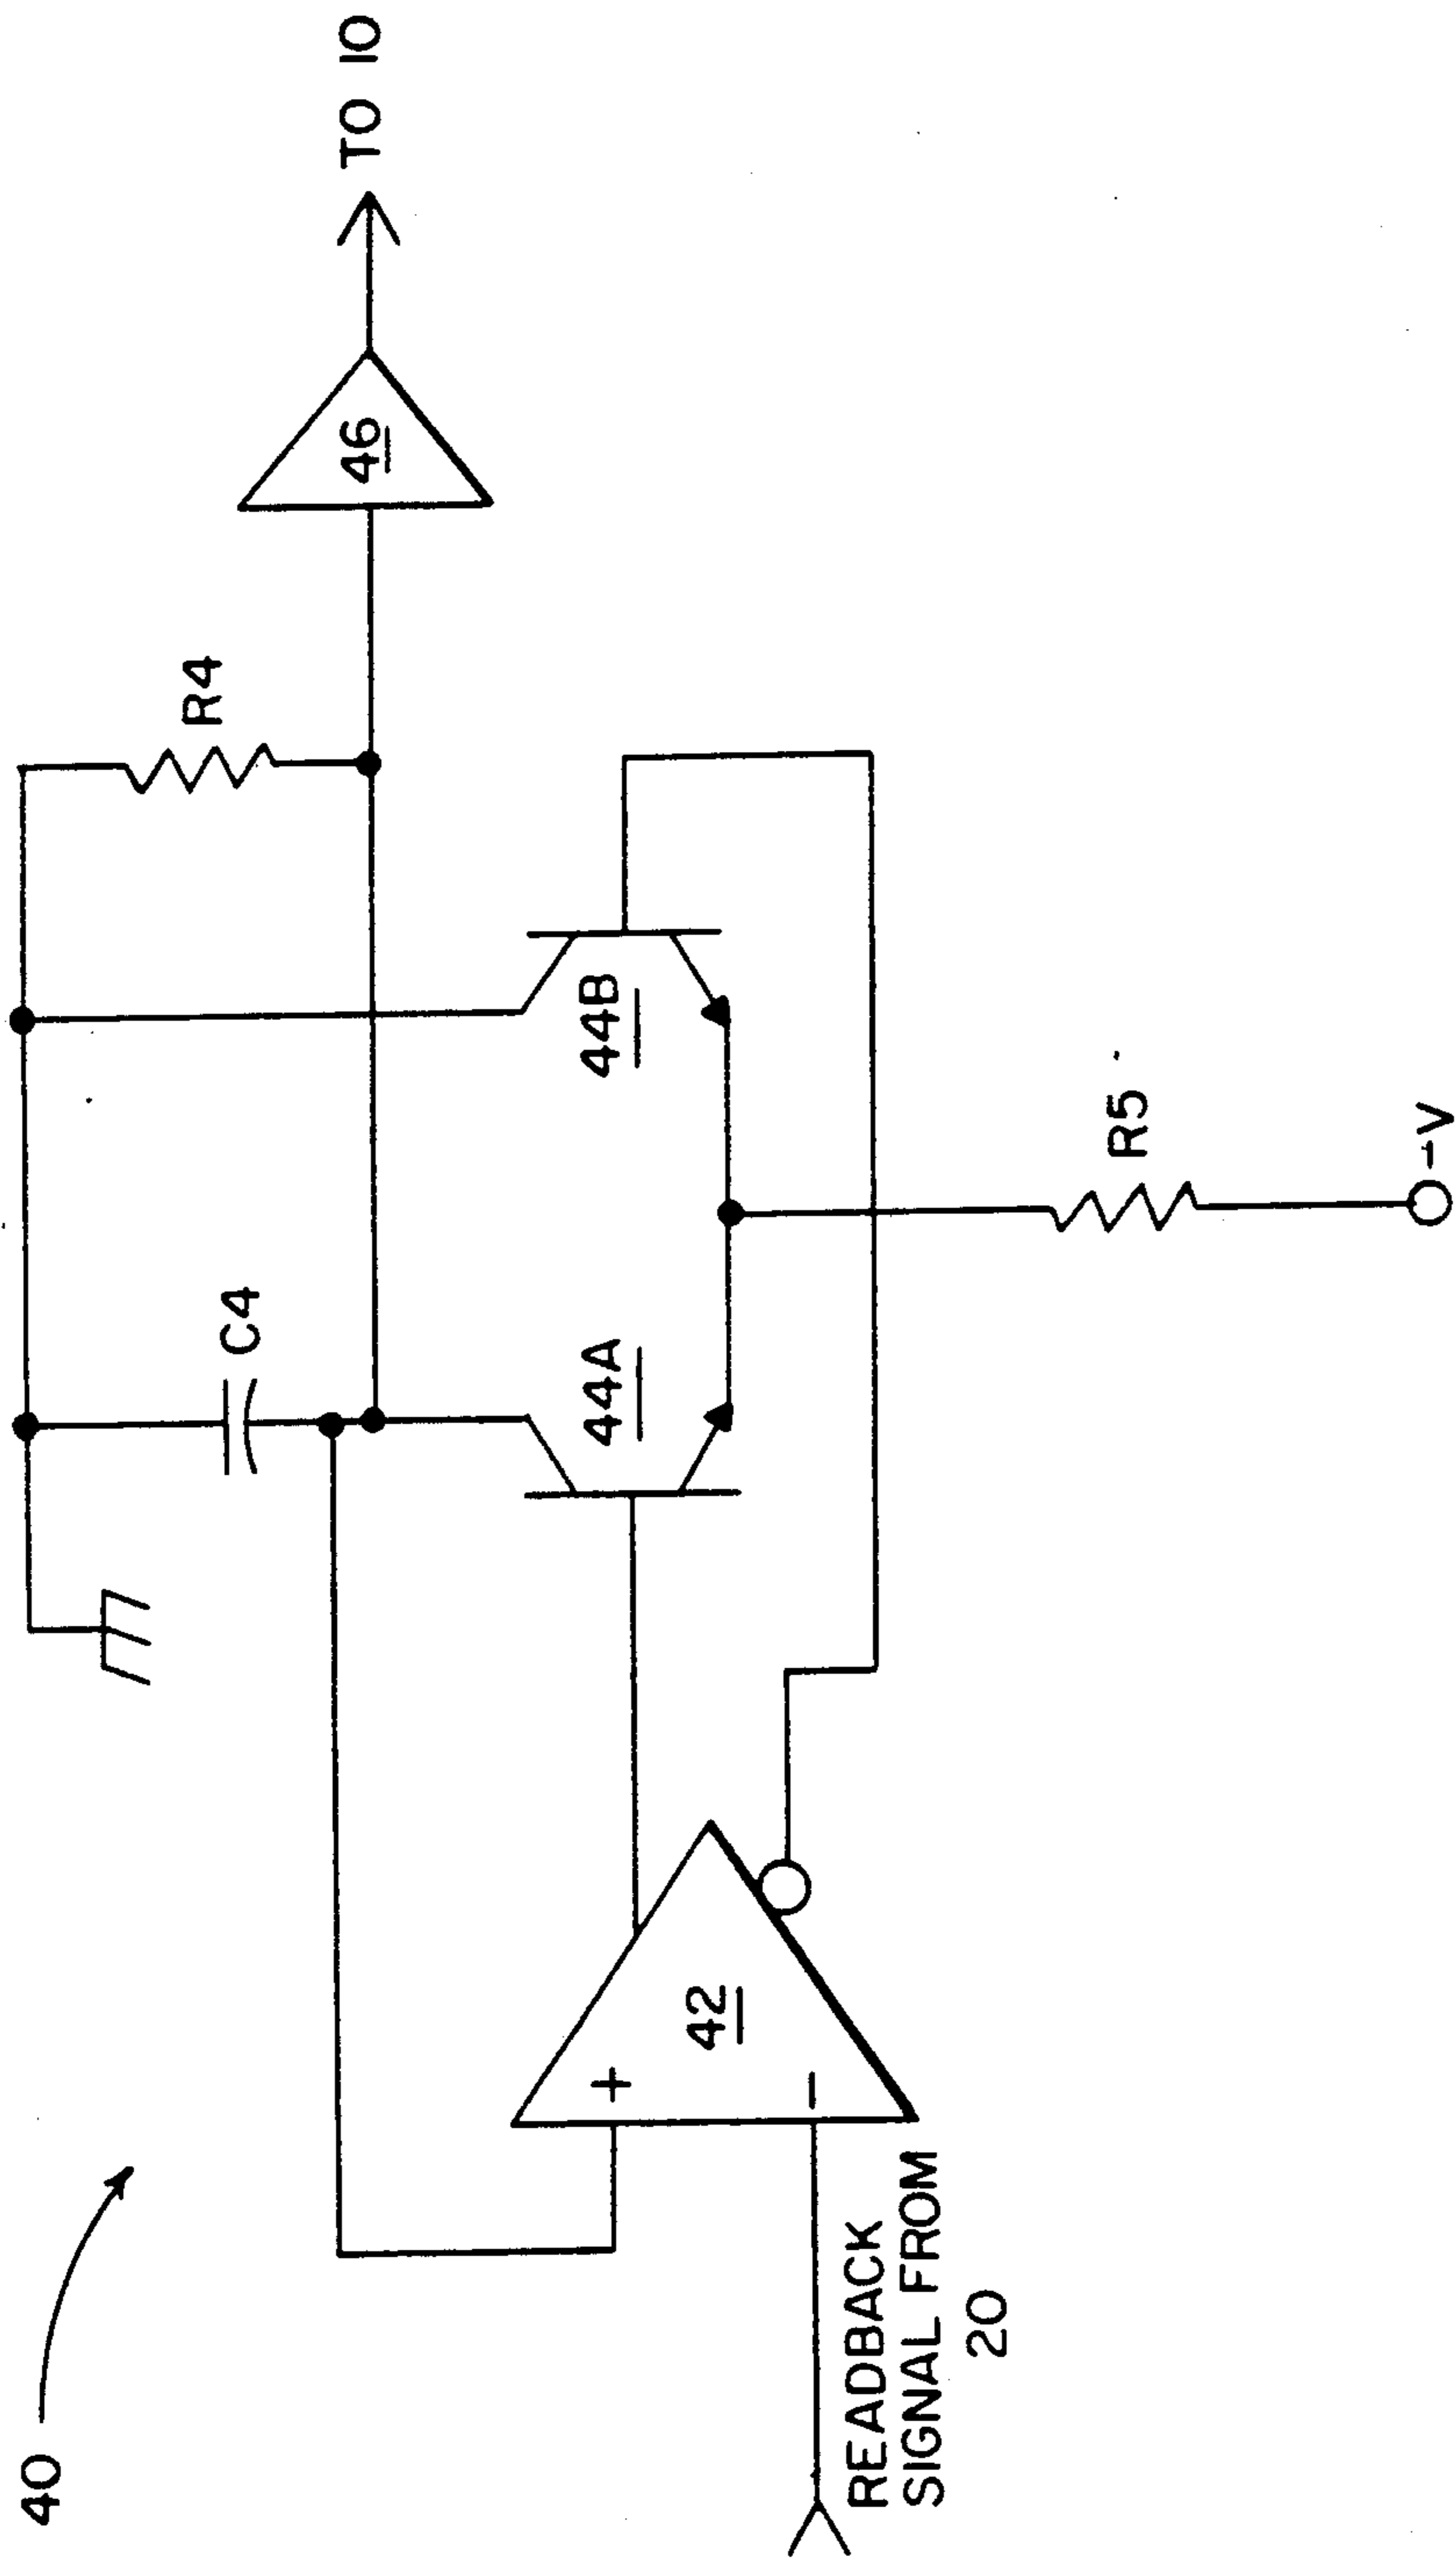 40
READBACK
SIGNAL FROM
20
+
−
42
C4
44A
44B
R4
R5
−V
46
TO 10